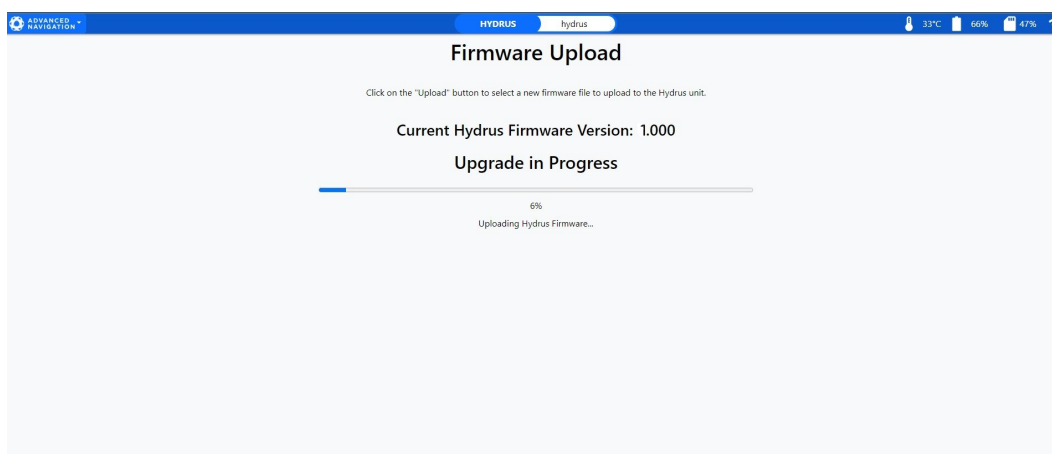 ADVANCED
NAVIGATION
HYDRUS hydrus
33°C 66% 47%
Firmware Upload
Click on the "Upload" button to select a new firmware file to upload to the Hydrus unit.
Current Hydrus Firmware Version: 1.000
Upgrade in Progress
6%
Uploading Hydrus Firmware...